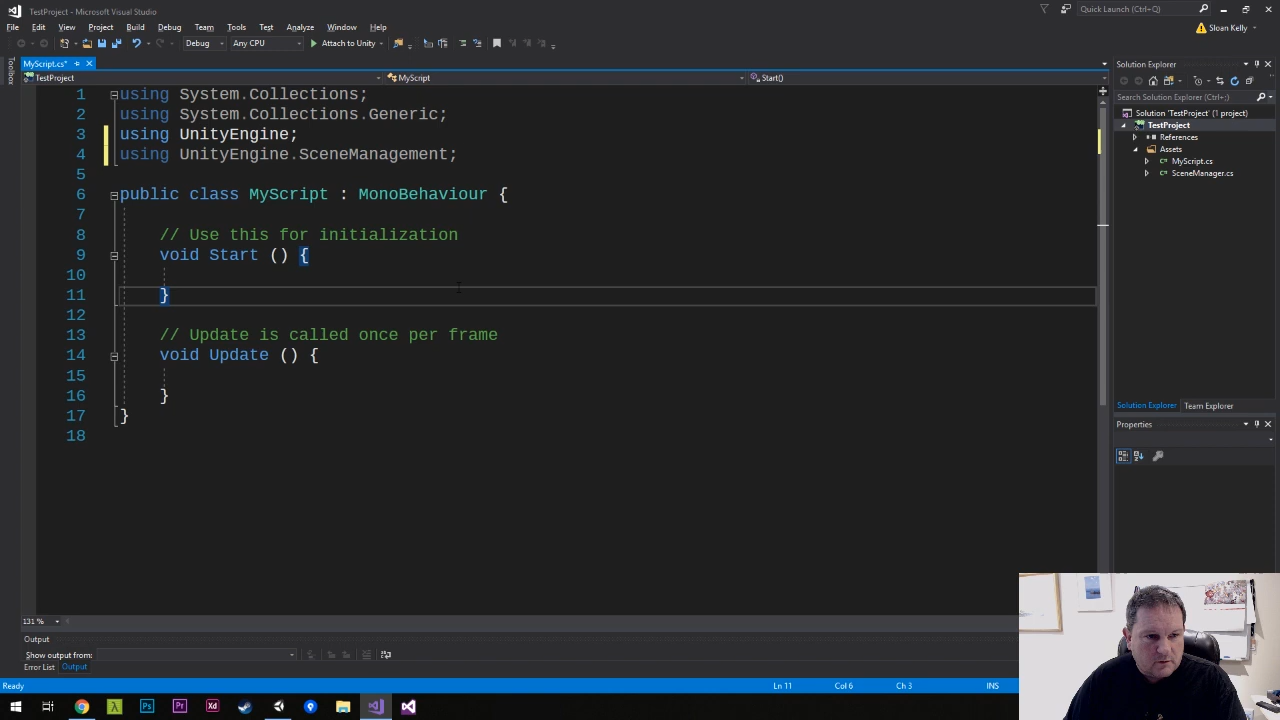 TestProject - Microsoft Visual Studio
Quick Launch (Ctrl+Q)
File Edit View Project Build Debug Team Tools Test Analyze Window Help
Sloan Kelly
Debug Any CPU Attach to Unity
Toolbox
MyScript.cs*
TestProject MyScript Start()
1 using System.Collections;
2 using System.Collections.Generic;
3 using UnityEngine;
4 using UnityEngine.SceneManagement;
5
6 public class MyScript : MonoBehaviour {
7
8 // Use this for initialization
9 void Start () {
10
11 }
12
13 // Update is called once per frame
14 void Update () {
15
16 }
17 }
18
131 %
Solution Explorer
Search Solution Explorer (Ctrl+;)
Solution 'TestProject' (1 project)
TestProject
References
Assets
MyScript.cs
SceneManager.cs
Solution Explorer Team Explorer
Properties
Output
Show output from:
Error List Output
Ready Ln 11 Col 6 Ch 3 INS